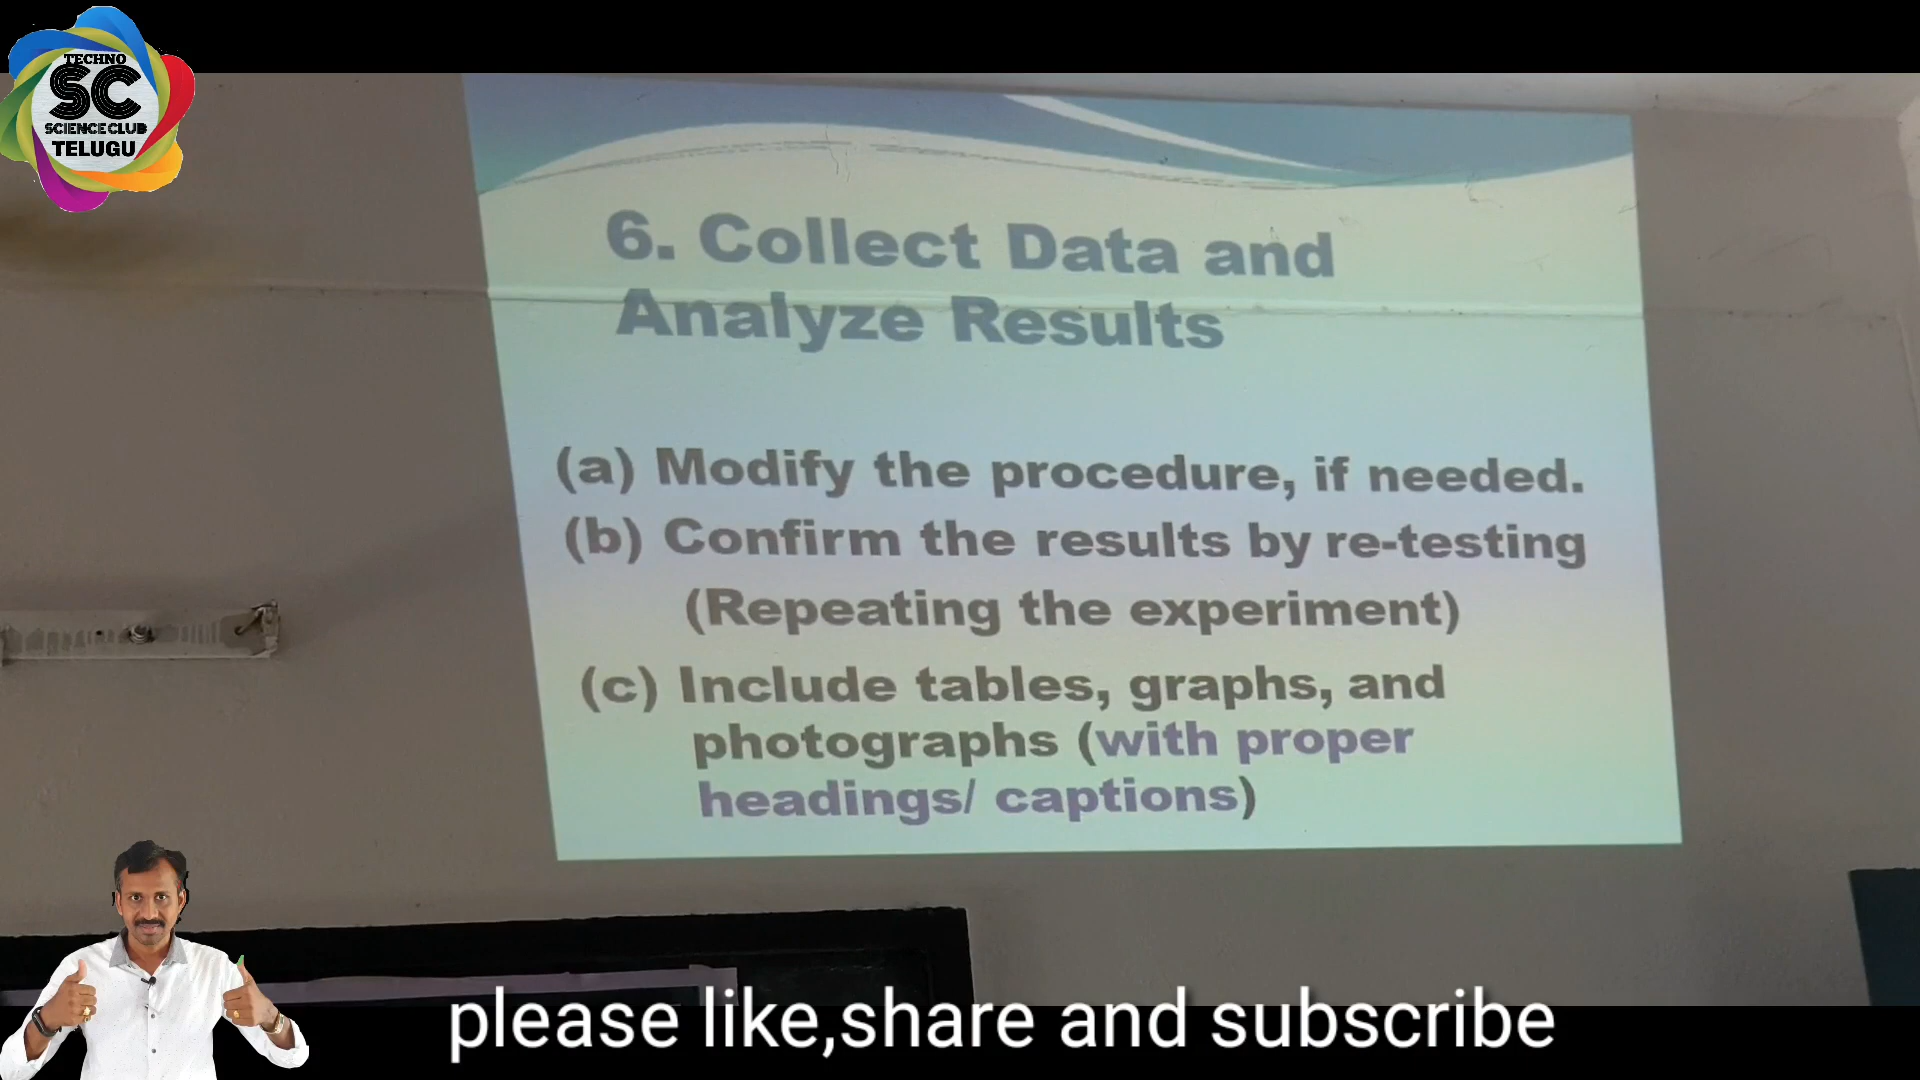 TECHNO
SC
SCIENCE CLUB
TELUGU
6. Collect Data and
Analyze Results
(a) Modify the procedure, if needed.
(b) Confirm the results by re-testing
(Repeating the experiment)
(c) Include tables, graphs, and
photographs (with proper
headings/ captions)
please like,share and subscribe